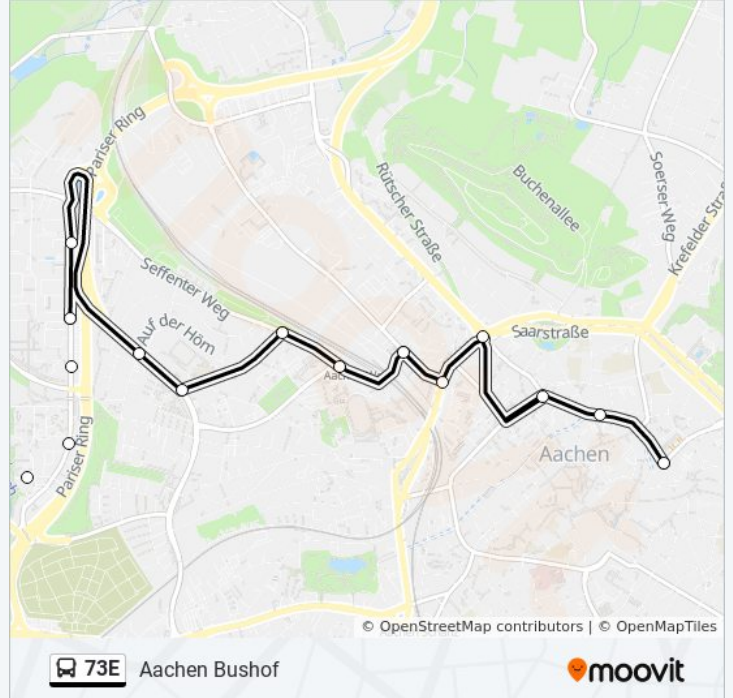 Pariser Ring
Rütscher Straße
Buchenallee
Soerser Weg
Krefelder Stra
Seffenter Weg
Auf der Hörn
Saarstraße
Aachen
Pariser Ring
© OpenStreetMap contributors | © OpenMapTiles
73E Aachen Bushof
moovit